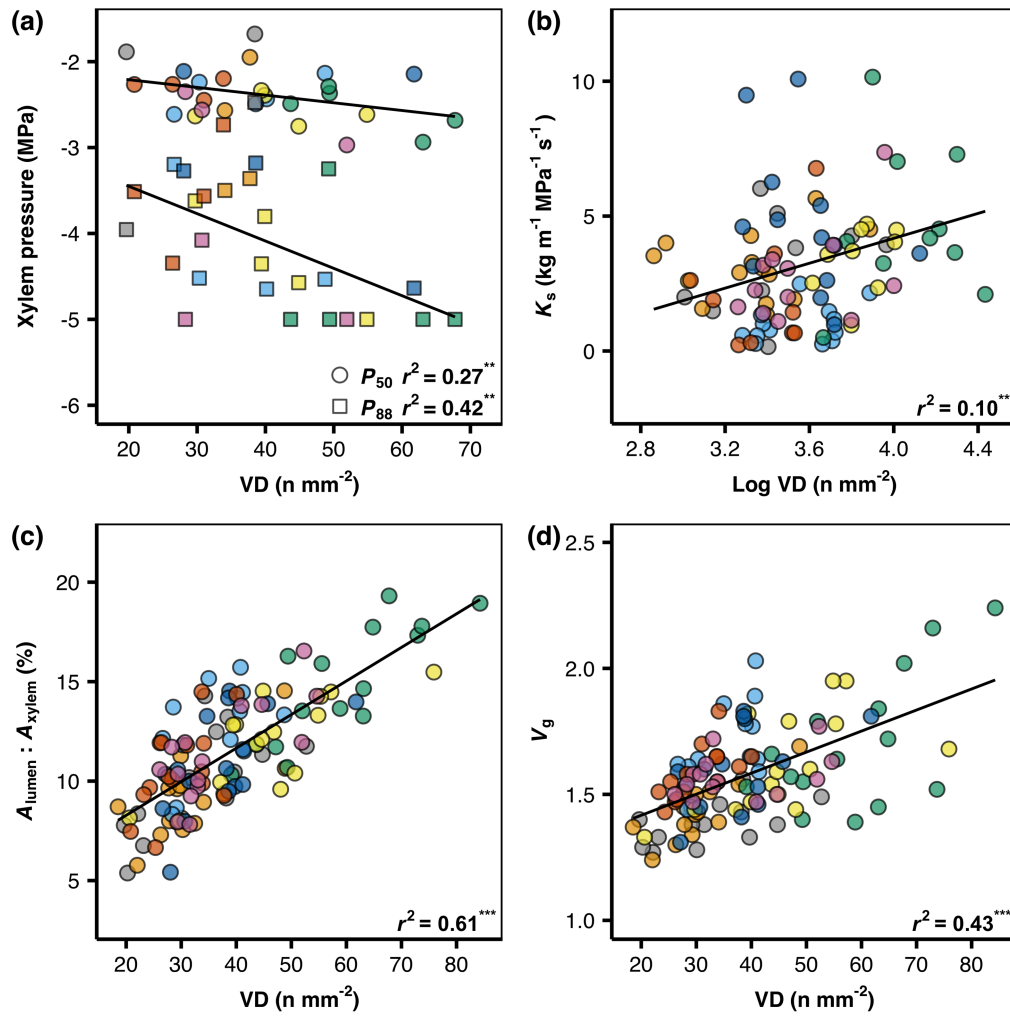 (a)
Xylem pressure (MPa)
-2
-3
-4
-5
-6
P50 r² = 0.27**
P88 r² = 0.42**
20 30 40 50 60 70
VD (n mm⁻²)
(b)
Ks (kg m⁻¹ MPa⁻¹ s⁻¹)
10
5
0
r² = 0.10**
2.8 3.2 3.6 4.0 4.4
Log VD (n mm⁻²)
(c)
Alumen : Axylem (%)
20
15
10
5
r² = 0.61***
20 30 40 50 60 70 80
VD (n mm⁻²)
(d)
Vg
2.5
2.0
1.5
1.0
r² = 0.43***
20 30 40 50 60 70 80
VD (n mm⁻²)